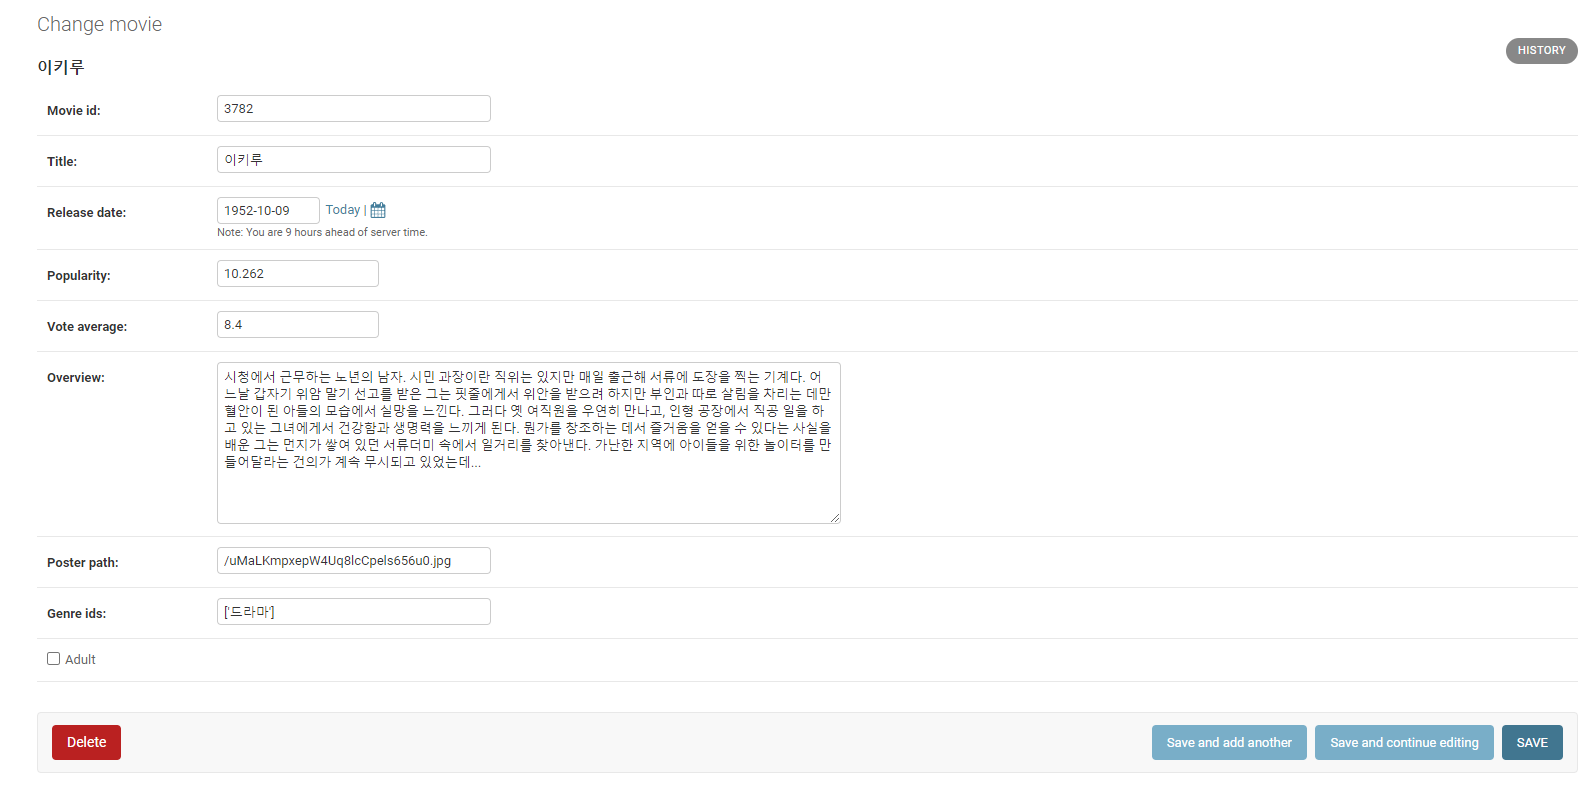 Change movie
HISTORY
이키루
Movie id: 3782
Title: 이키루
Release date: 1952-10-09 Today |
Note: You are 9 hours ahead of server time.
Popularity: 10.262
Vote average: 8.4
Overview: 시청에서 근무하는 노년의 남자. 시민 과장이란 직위는 있지만 매일 출근해 서류에 도장을 찍는 기계다. 어
느날 갑자기 위암 말기 선고를 받은 그는 핏줄에게서 위안을 받으려 하지만 부인과 따로 살림을 차리는 데만
혈안이 된 아들의 모습에서 실망을 느낀다. 그러다 옛 여직원을 우연히 만나고, 인형 공장에서 직공 일을 하
고 있는 그녀에게서 건강함과 생명력을 느끼게 된다. 뭔가를 창조하는 데서 즐거움을 얻을 수 있다는 사실을
배운 그는 먼지가 쌓여 있던 서류더미 속에서 일거리를 찾아낸다. 가난한 지역에 아이들을 위한 놀이터를 만
들어달라는 건의가 계속 무시되고 있었는데...
Poster path: /uMaLKmpxepW4Uq8lcCpels656u0.jpg
Genre ids: ['드라마']
Adult
Delete Save and add another Save and continue editing SAVE